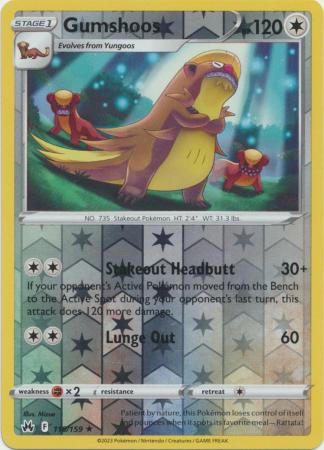 STAGE 1
Gumshoos
120
Evolves from Yungoos
NO. 735 Stakeout Pokémon HT: 2'4" WT: 31.3 lbs.
Stakeout Headbutt 30+
If your opponent's Active Pokémon moved from the Bench
to the Active Spot during your opponent's last turn, this
attack does 120 more damage.
Lunge Out 60
weakness ×2 resistance retreat
Illus. Mizue
F
/159 ★
Patient by nature, this Pokémon loses control of itself
and pounces when it spots its favorite meal—Rattata!
©2023 Pokémon / Nintendo / Creatures / GAME FREAK